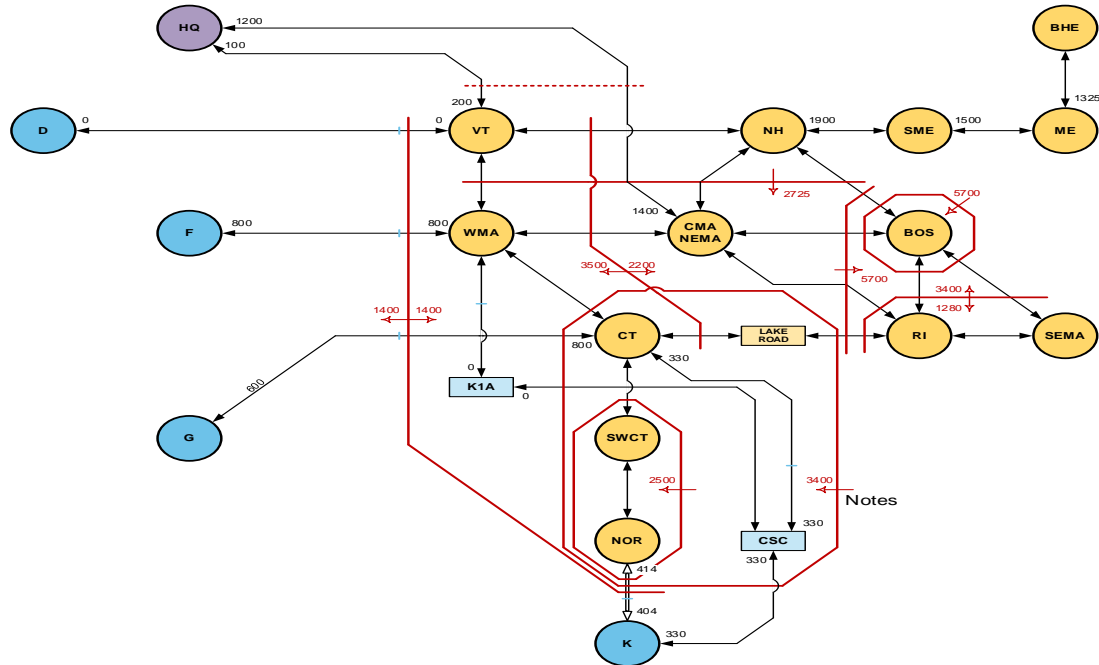 HQ
1200
BHE
100
1325
200
D
0
0
VT
NH
1900
SME
1500
ME
2725
5700
F
800
800
WMA
1400
CMA
NEMA
BOS
3500
2200
5700
3400
1280
1400
1400
CT
800
330
LAKE
ROAD
RI
SEMA
600
0
K1A
0
G
SWCT
2500
3400
Notes
NOR
330
CSC
330
414
404
K
330